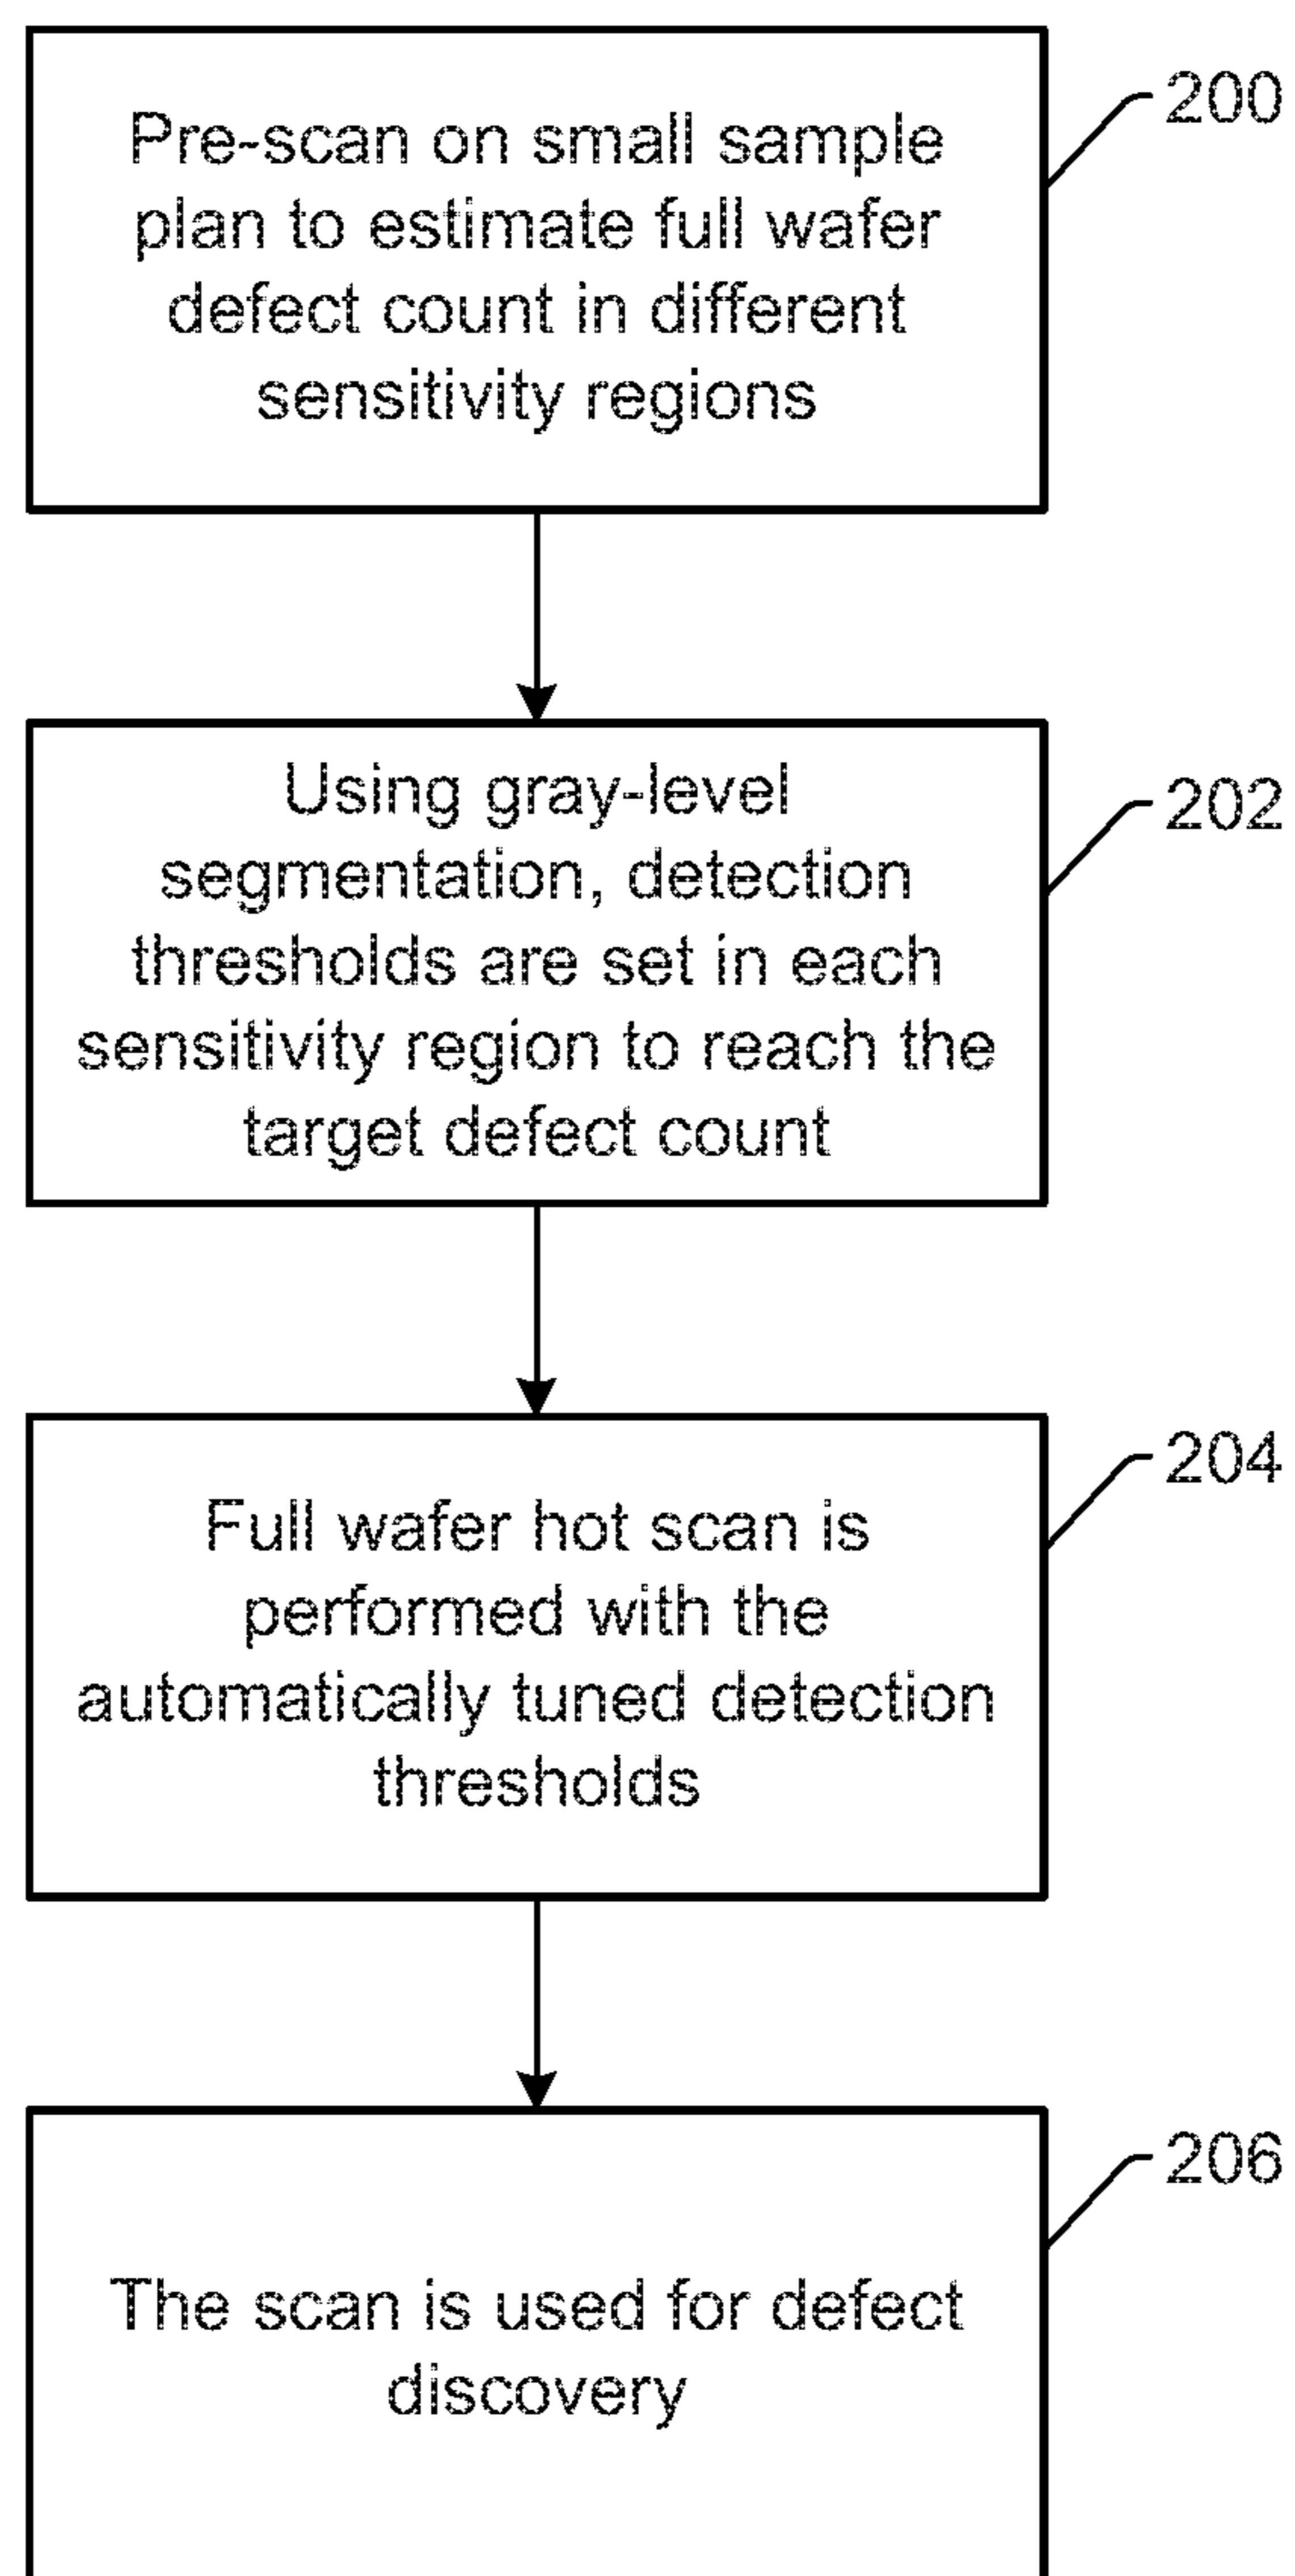 Pre-scan on small sample
plan to estimate full wafer
defect count in different
sensitivity regions
200
Using gray-level
segmentation, detection
thresholds are set in each
sensitivity region to reach the
target defect count
202
Full wafer hot scan is
performed with the
automatically tuned detection
thresholds
204
The scan is used for defect
discovery
206